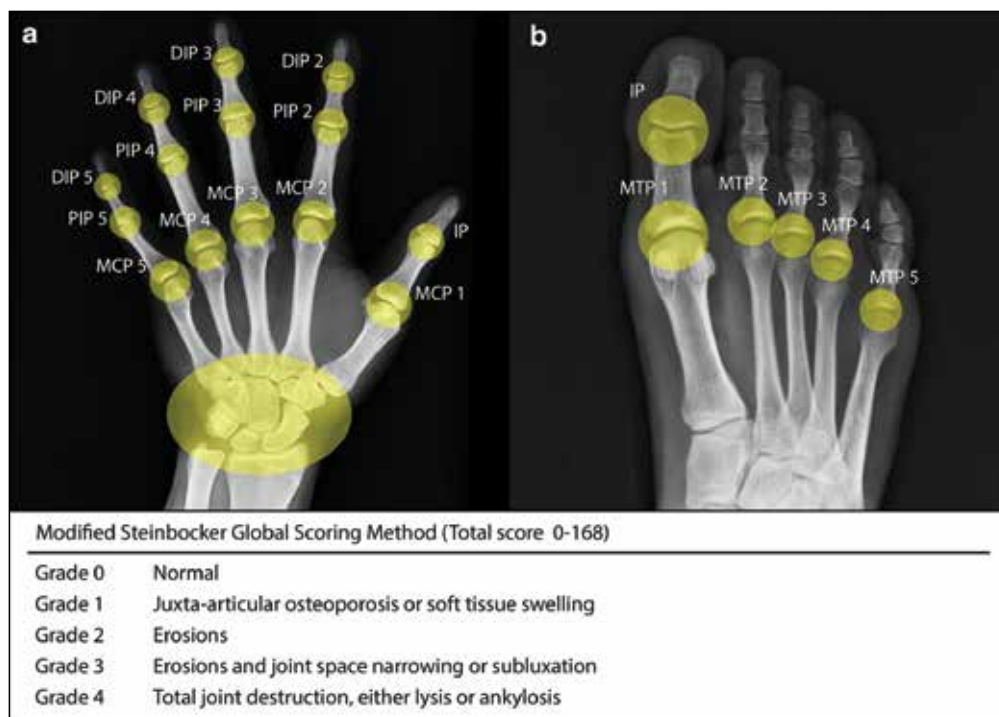 a
b
DIP 3
DIP 2
DIP 4
PIP 3
PIP 2
IP
PIP 4
DIP 5
MCP 3
MCP 2
MTP 1
MTP 2
PIP 5
MCP 4
MTP 3
IP
MTP 4
MCP 5
MCP 1
MTP 5
Modified Steinbocker Global Scoring Method (Total score 0-168)
Grade 0 Normal
Grade 1 Juxta-articular osteoporosis or soft tissue swelling
Grade 2 Erosions
Grade 3 Erosions and joint space narrowing or subluxation
Grade 4 Total joint destruction, either lysis or ankylosis